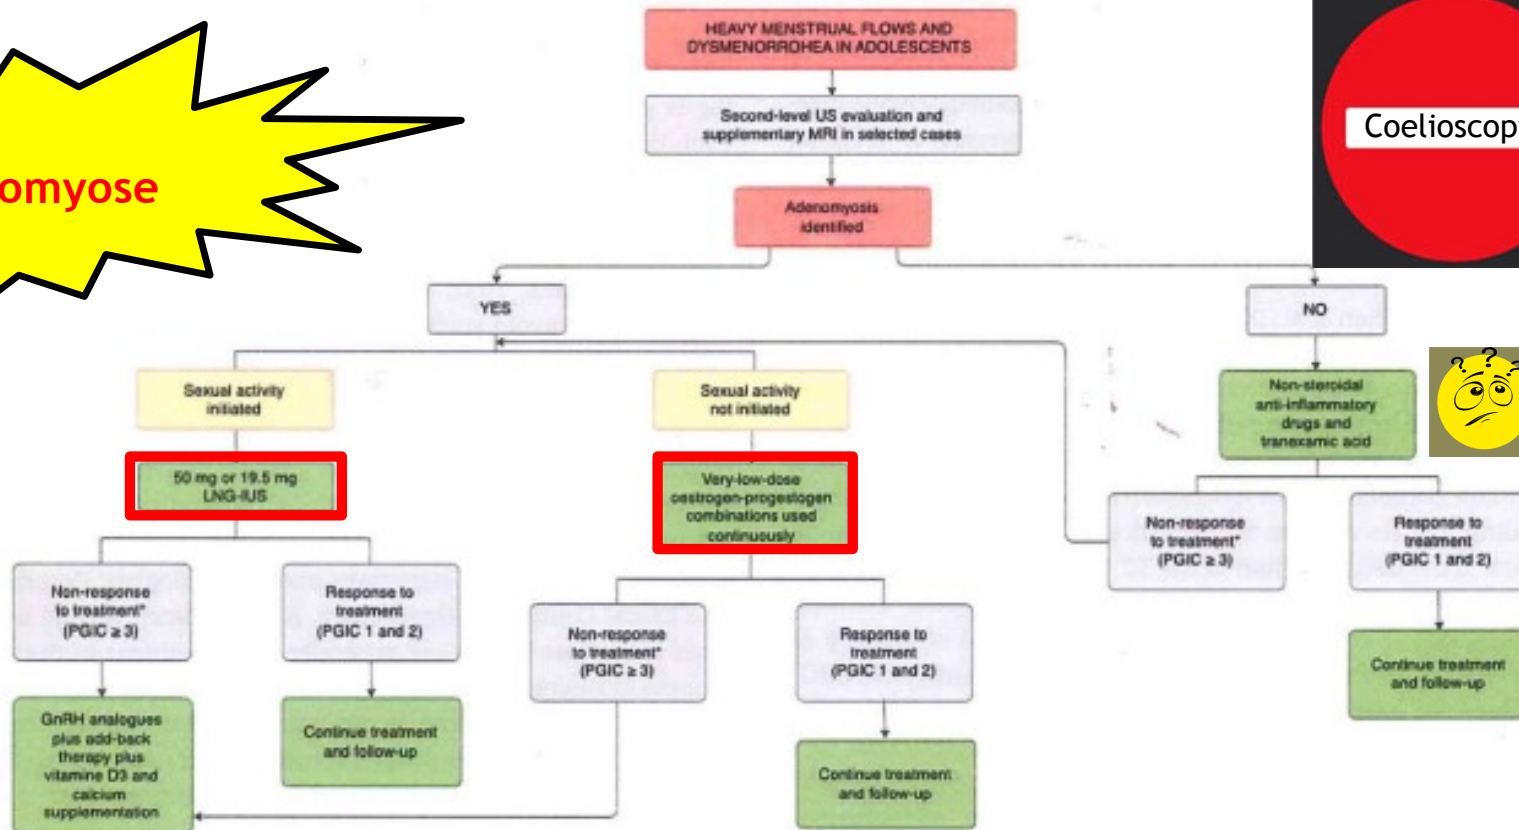 HEAVY MENSTRUAL FLOWS AND
DYSMENORROHEA IN ADOLESCENTS
Second-level US evaluation and
supplementary MRI in selected cases
Coelioscop
omyose
Adenomyosis
identified
YES
NO
Sexual activity
initiated
Sexual activity
not initiated
Non-steroidal
anti-inflammatory
drugs and
tranexamic acid
? ? ?
50 mg or 19.5 mg
LNG-IUS
Very-low-dose
oestrogen-progestogen
combinations used
continuously
Non-response
to treatment*
(PGIC ≥ 3)
Response to
treatment
(PGIC 1 and 2)
Non-response
to treatment*
(PGIC ≥ 3)
Response to
treatment
(PGIC 1 and 2)
Non-response
to treatment*
(PGIC ≥ 3)
Response to
treatment
(PGIC 1 and 2)
Continue treatment
and follow-up
GnRH analogues
plus add-back
therapy plus
vitamine D3 and
calcium
supplementation
Continue treatment
and follow-up
Continue treatment
and follow-up